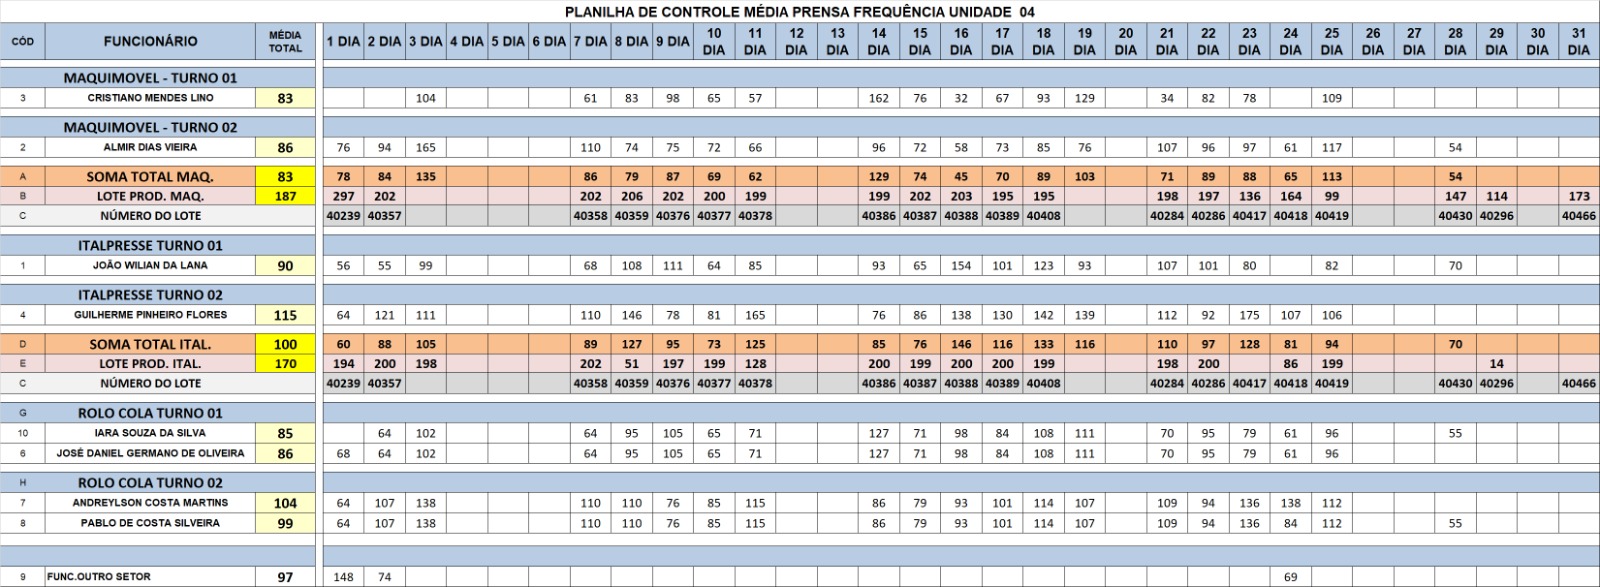 PLANILHA DE CONTROLE MÉDIA PRENSA FREQUÊNCIA UNIDADE 04
CÓD FUNCIONÁRIO MÉDIA TOTAL 1 DIA 2 DIA 3 DIA 4 DIA 5 DIA 6 DIA 7 DIA 8 DIA 9 DIA 10 DIA 11 DIA 12 DIA 13 DIA 14 DIA 15 DIA 16 DIA 17 DIA 18 DIA 19 DIA 20 DIA 21 DIA 22 DIA 23 DIA 24 DIA 25 DIA 26 DIA 27 DIA 28 DIA 29 DIA 30 DIA 31 DIA
MAQUIMOVEL - TURNO 01
3 CRISTIANO MENDES LINO 83 104 61 83 98 65 57 162 76 32 67 93 129 34 82 78 109
MAQUIMOVEL - TURNO 02
2 ALMIR DIAS VIEIRA 86 76 94 165 110 74 75 72 66 96 72 58 73 85 76 107 96 97 61 117 54
A SOMA TOTAL MAQ. 83 78 84 135 86 79 87 69 62 129 74 45 70 89 103 71 89 88 65 113 54
B LOTE PROD. MAQ. 187 297 202 202 206 202 200 199 199 199 203 195 195 198 197 136 164 99 147 114 173
C NÚMERO DO LOTE 40239 40357 40358 40359 40376 40377 40378 40386 40387 40388 40389 40408 40284 40286 40417 40418 40419 40430 40296 40466
ITALPRESSE TURNO 01
1 JOÃO WILIAN DA LANA 90 56 55 99 68 108 111 64 85 93 65 154 101 123 93 107 101 80 82 70
ITALPRESSE TURNO 02
4 GUILHERME PINHEIRO FLORES 115 64 121 111 110 146 78 81 165 76 86 138 130 142 139 112 92 175 107 106
D SOMA TOTAL ITAL. 100 60 88 105 89 127 95 73 125 85 76 146 116 133 116 110 97 128 81 94 70
E LOTE PROD. ITAL. 170 194 200 198 202 51 197 199 128 200 199 200 200 199 198 200 86 199 14
C NÚMERO DO LOTE 40239 40357 40358 40359 40376 40377 40378 40386 40387 40388 40389 40408 40284 40286 40417 40418 40419 40430 40296 40466
G ROLO COLA TURNO 01
10 IARA SOUZA DA SILVA 85 64 102 64 95 105 65 71 127 71 98 84 108 111 70 95 79 61 96 55
6 JOSÉ DANIEL GERMANO DE OLIVEIRA 86 68 64 102 64 95 105 65 71 127 71 98 84 108 111 70 95 79 61 96
H ROLO COLA TURNO 02
7 ANDREYLSON COSTA MARTINS 104 64 107 138 110 110 76 85 115 86 79 93 101 114 107 109 94 136 138 112
8 PABLO DE COSTA SILVEIRA 99 64 107 138 110 110 76 85 115 86 79 93 101 114 107 109 94 136 84 112 55
9 FUNC.OUTRO SETOR 97 148 74 69